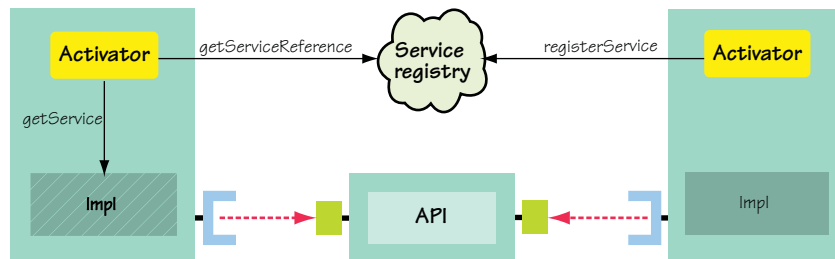 Activator
getServiceReference
Service
registry
registerService
Activator
getService
Impl
API
Impl